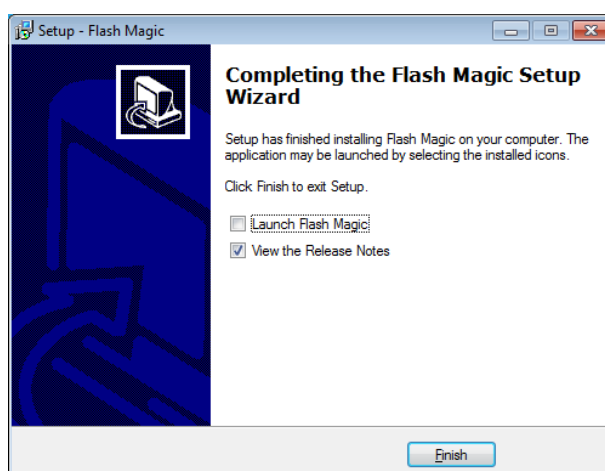 Setup - Flash Magic
Completing the Flash Magic Setup
Wizard
Setup has finished installing Flash Magic on your computer. The
application may be launched by selecting the installed icons.
Click Finish to exit Setup.
Launch Flash Magic
View the Release Notes
Finish